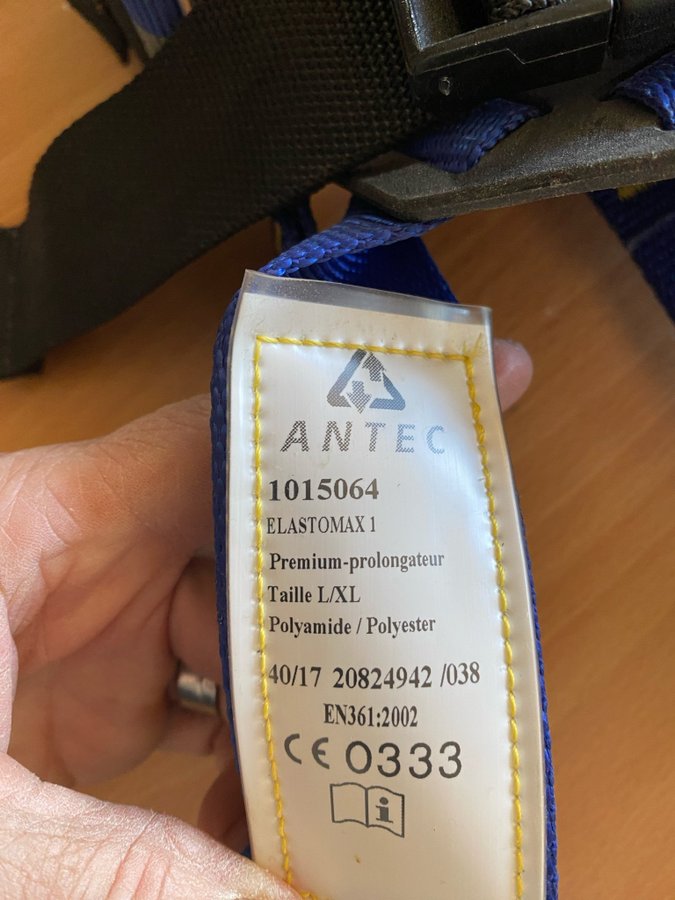 ANTEC
1015064
ELASTOMAX 1
Premium-prolongateur
Taille L/XL
Polyamide / Polyester
40/17 20824942 /038
EN361:2002
CE 0333
i